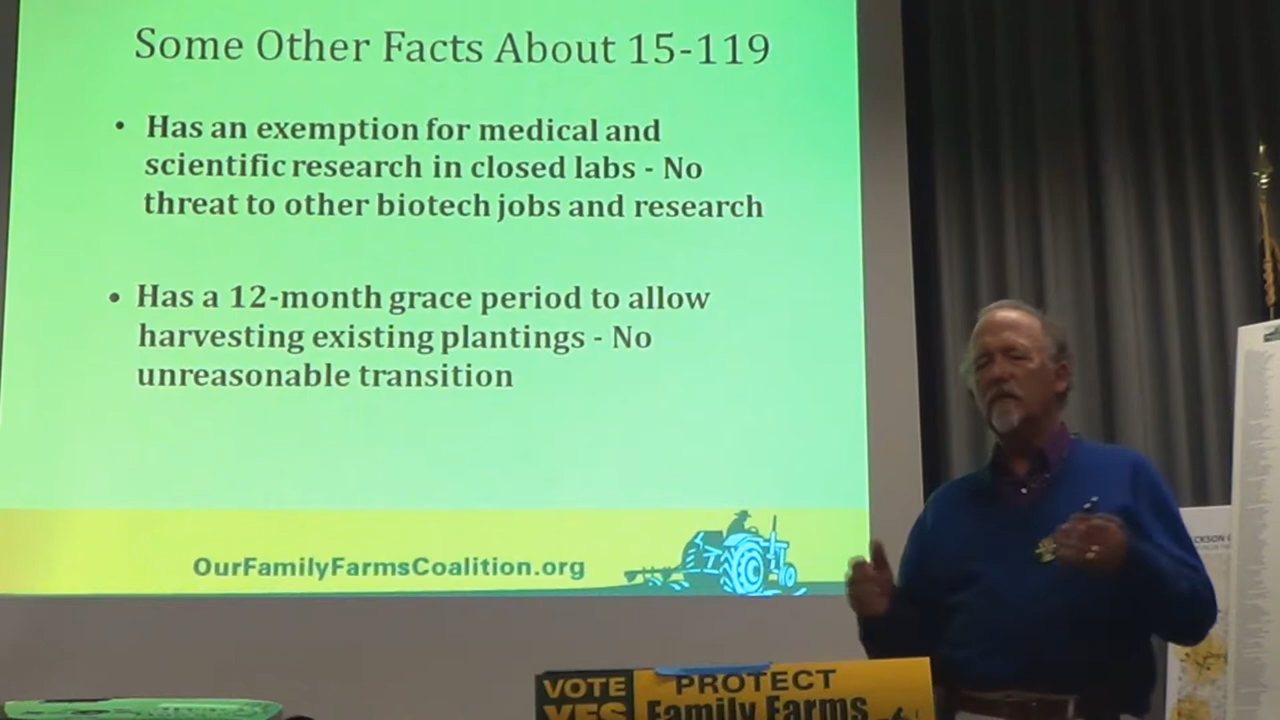 Some Other Facts About 15-119
• Has an exemption for medical and
scientific research in closed labs - No
threat to other biotech jobs and research
• Has a 12-month grace period to allow
harvesting existing plantings - No
unreasonable transition
OurFamilyFarmsCoalition.org
VOTE
YES
PROTECT
Family Farms